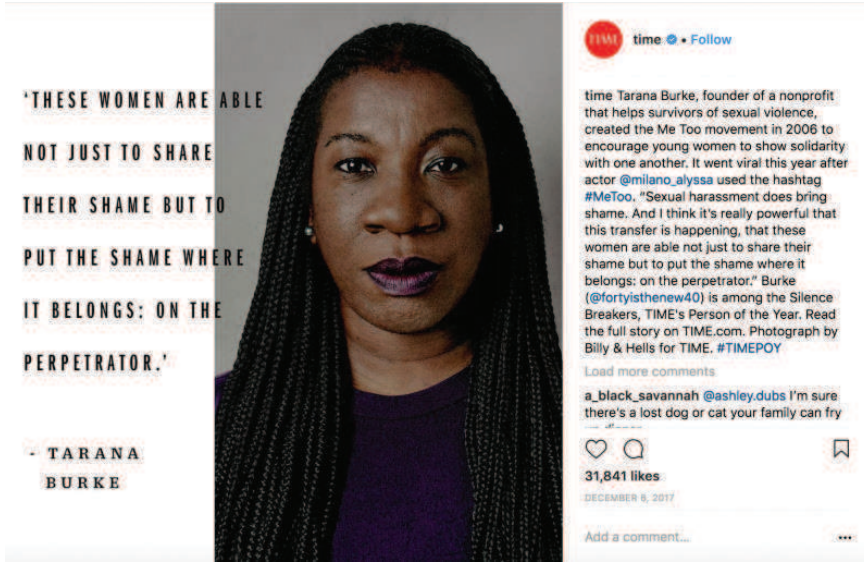 'THESE WOMEN ARE ABLE
NOT JUST TO SHARE
THEIR SHAME BUT TO
PUT THE SHAME WHERE
IT BELONGS: ON THE
PERPETRATOR.'
- TARANA
BURKE
TIME
time • Follow
time Tarana Burke, founder of a nonprofit
that helps survivors of sexual violence,
created the Me Too movement in 2006 to
encourage young women to show solidarity
with one another. It went viral this year after
actor @milano_alyssa used the hashtag
#MeToo. "Sexual harassment does bring
shame. And I think it's really powerful that
this transfer is happening, that these
women are able not just to share their
shame but to put the shame where it
belongs: on the perpetrator." Burke
(@fortyisthenew40) is among the Silence
Breakers, TIME's Person of the Year. Read
the full story on TIME.com. Photograph by
Billy & Hells for TIME. #TIMEPOY
Load more comments
a_black_savannah @ashley.dubs I'm sure
there's a lost dog or cat your family can fry
31,841 likes
DECEMBER 6, 2017
Add a comment...